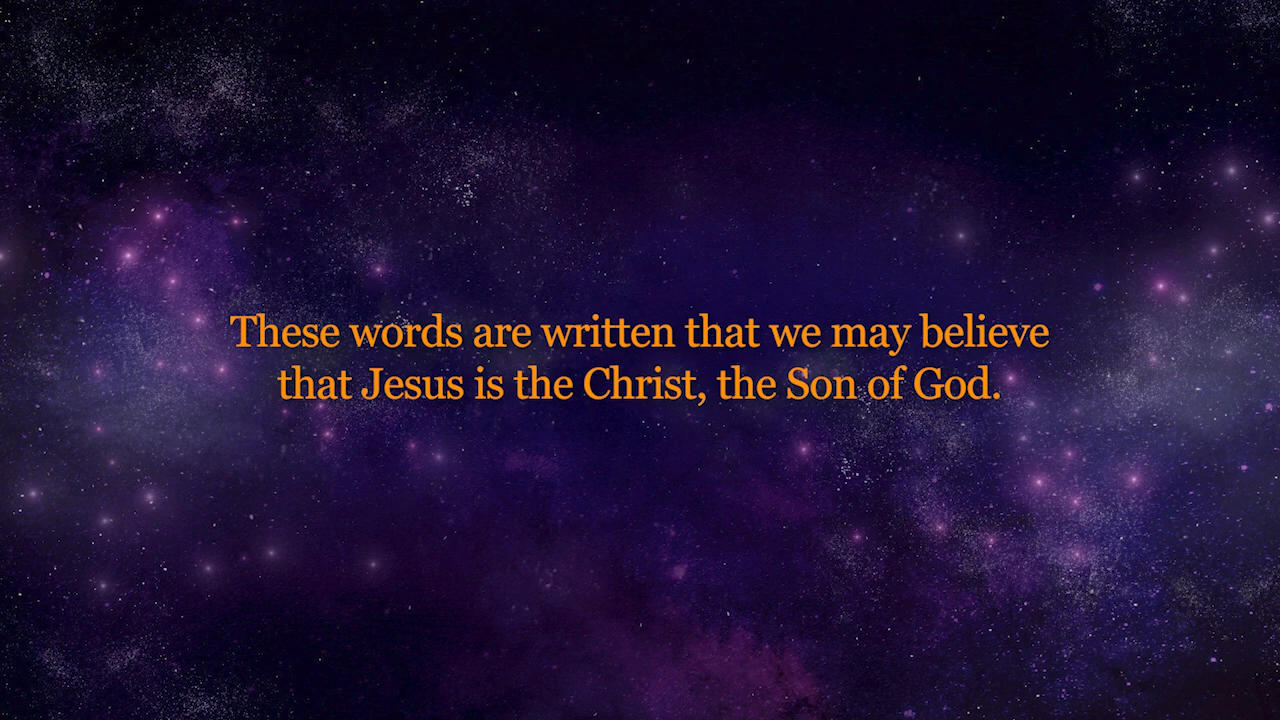 These words are written that we may believe
that Jesus is the Christ, the Son of God.